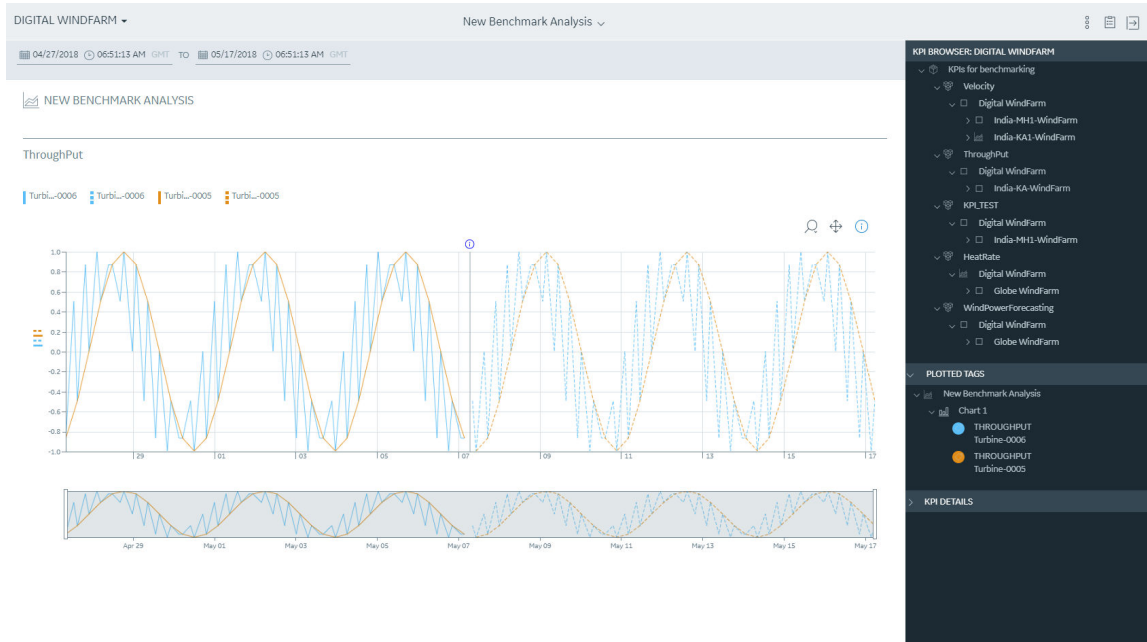 DIGITAL WINDFARM
New Benchmark Analysis
04/27/2018 06:51:13 AM GMT TO 05/17/2018 06:51:13 AM GMT
NEW BENCHMARK ANALYSIS
ThroughPut
Turbi...-0006 Turbi...-0006 Turbi...-0005 Turbi...-0005
1.0
0.8
0.6
0.4
0.2
0.0
-0.2
-0.4
-0.6
-0.8
-1.0
29 01 03 05 07 09 11 13 15 17
Apr 29 May 01 May 03 May 05 May 07 May 09 May 11 May 13 May 15 May 17
KPI BROWSER: DIGITAL WINDFARM
KPIs for benchmarking
Velocity
Digital WindFarm
India-MH1-WindFarm
India-KA1-WindFarm
ThroughPut
Digital WindFarm
India-KA-WindFarm
KPI_TEST
Digital WindFarm
India-MH1-WindFarm
HeatRate
Digital WindFarm
Globe WindFarm
WindPowerForecasting
Digital WindFarm
Globe WindFarm
PLOTTED TAGS
New Benchmark Analysis
Chart 1
THROUGHPUT
Turbine-0006
THROUGHPUT
Turbine-0005
KPI DETAILS